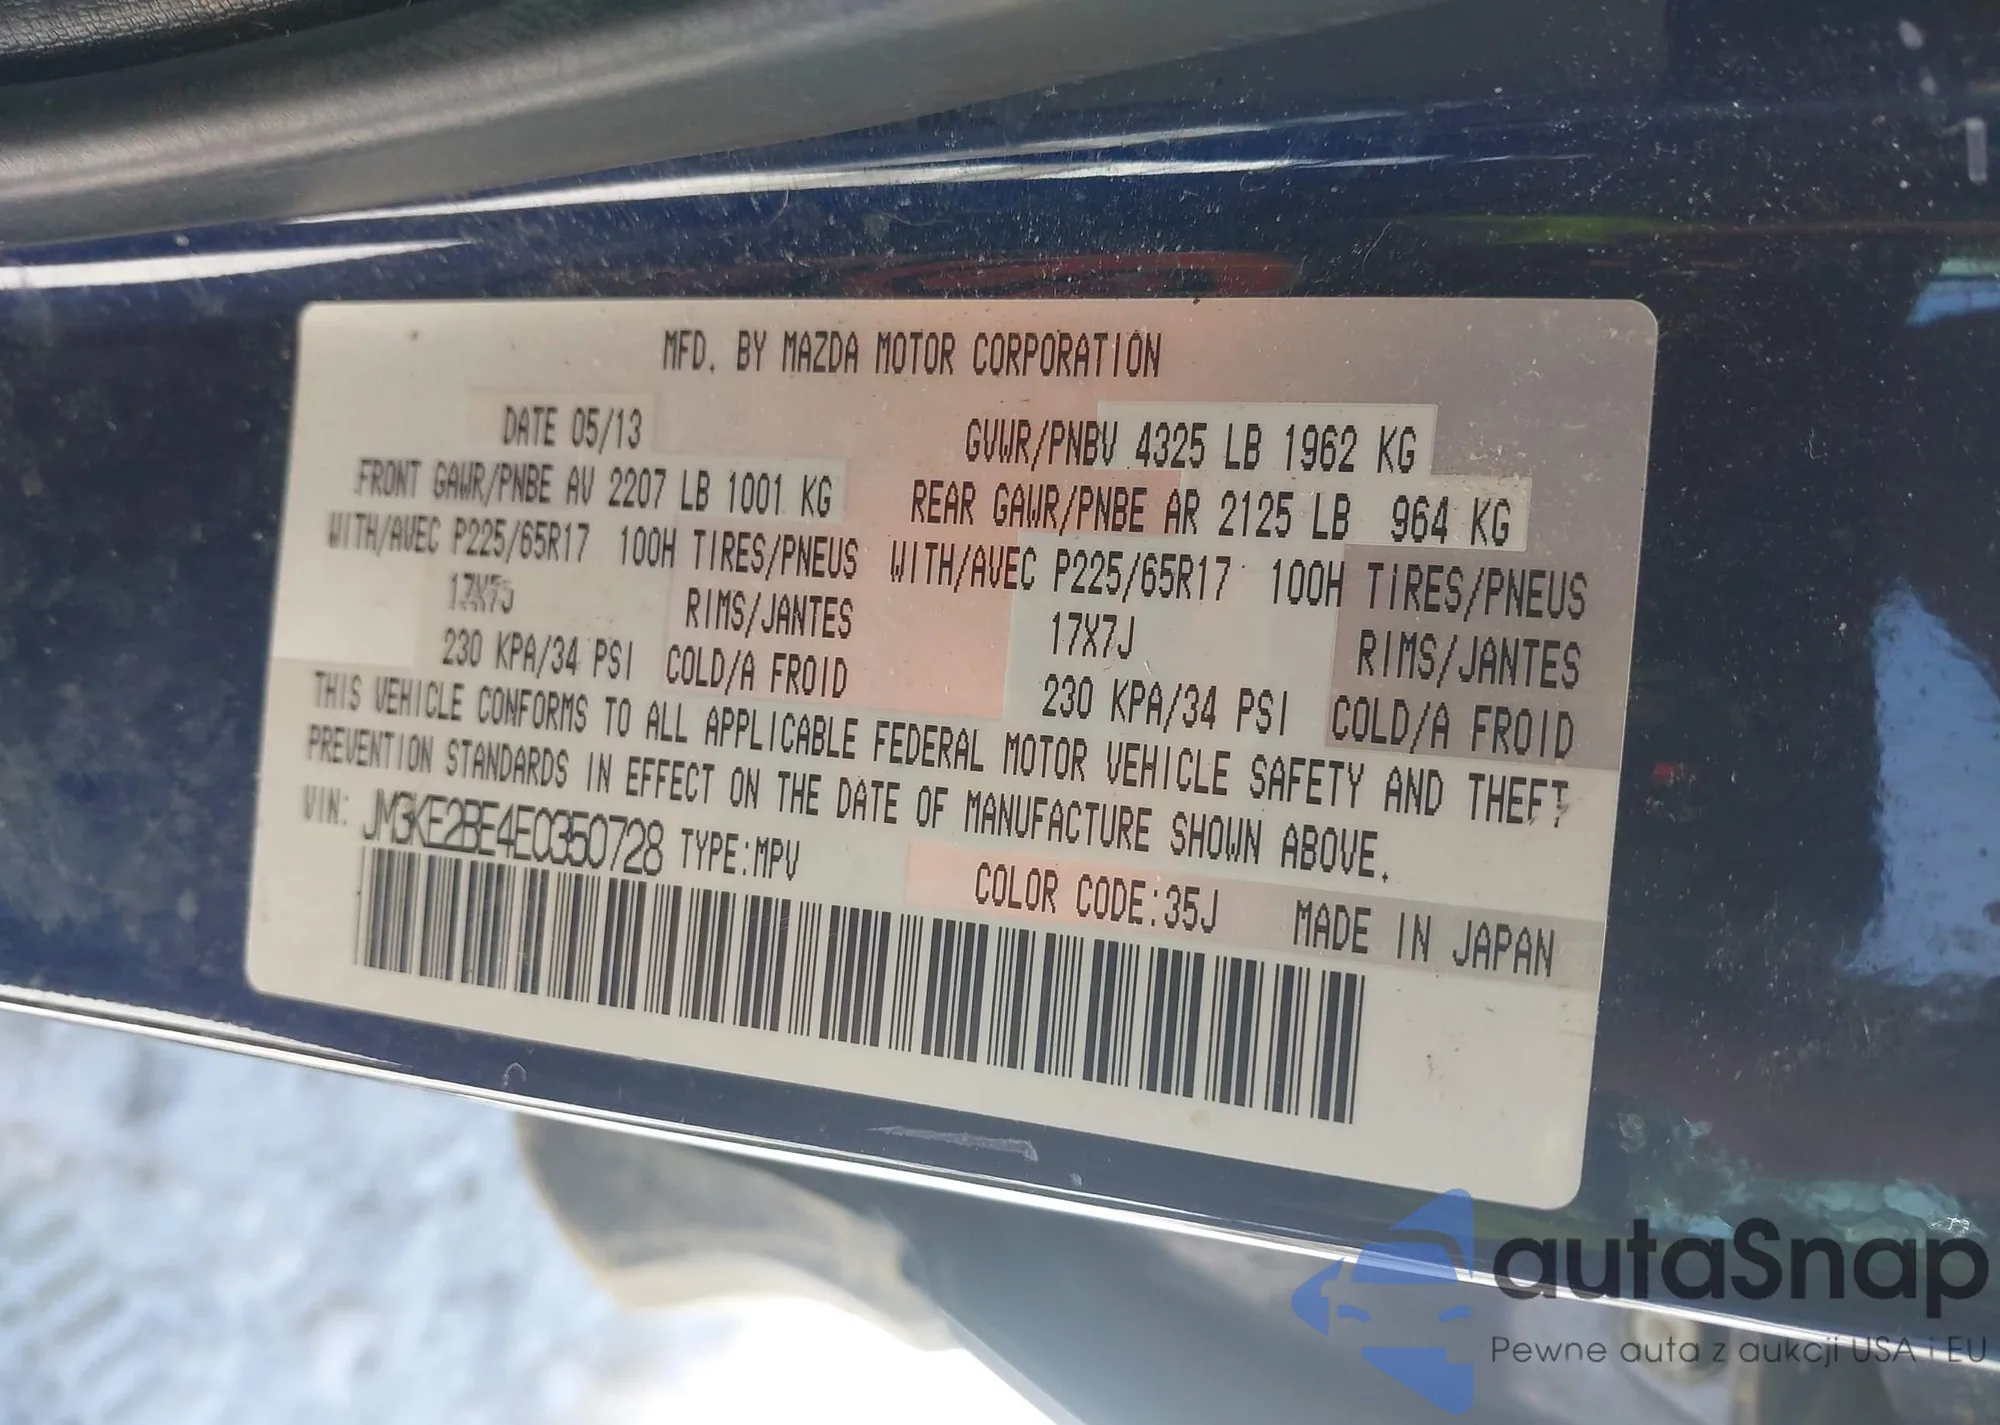 MFD. BY MAZDA MOTOR CORPORATION
DATE 05/13 GVWR/PNBV 4325 LB 1962 KG
FRONT GAWR/PNBE AV 2207 LB 1001 KG REAR GAWR/PNBE AR 2125 LB 964 KG
WITH/AVEC P225/65R17 100H TIRES/PNEUS WITH/AVEC P225/65R17 100H TIRES/PNEUS
17X7J RIMS/JANTES 17X7J RIMS/JANTES
230 KPA/34 PSI COLD/A FROID 230 KPA/34 PSI COLD/A FROID
THIS VEHICLE CONFORMS TO ALL APPLICABLE FEDERAL MOTOR VEHICLE SAFETY AND THEFT
PREVENTION STANDARDS IN EFFECT ON THE DATE OF MANUFACTURE SHOWN ABOVE.
VIN: JM3KE2BE4E0350728 TYPE:MPV
COLOR CODE:35J MADE IN JAPAN
autaSnap
Pewne auta z aukcji USA i EU